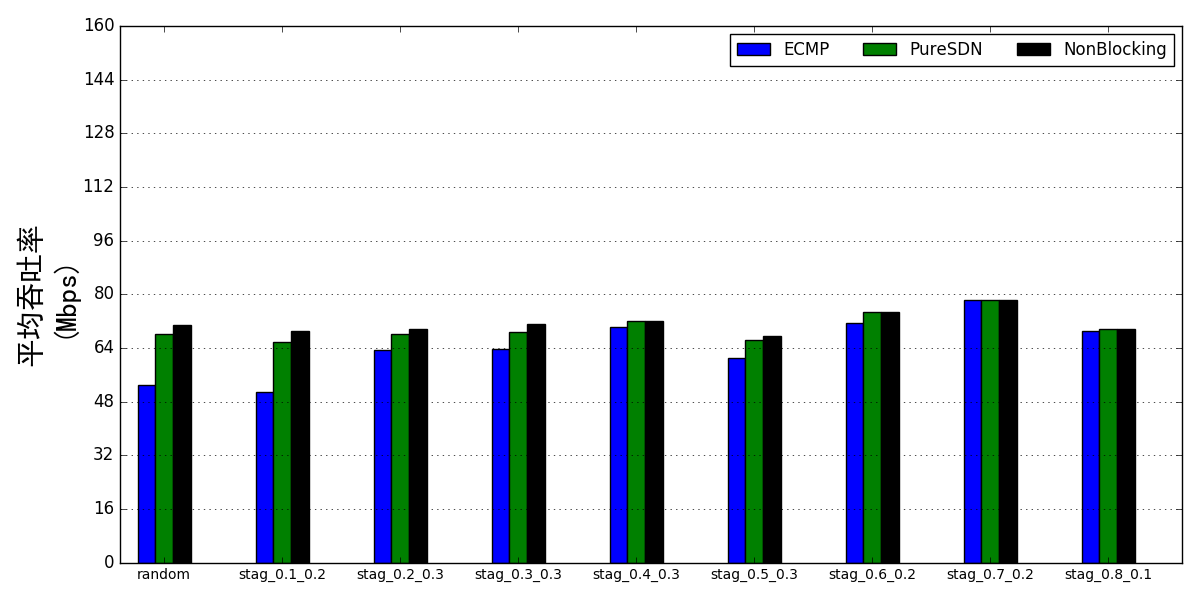 160
144
128
112
96
80
64
48
32
16
0
平均吞吐率
(Mbps)
ECMP PureSDN NonBlocking
random stag_0.1_0.2 stag_0.2_0.3 stag_0.3_0.3 stag_0.4_0.3 stag_0.5_0.3 stag_0.6_0.2 stag_0.7_0.2 stag_0.8_0.1